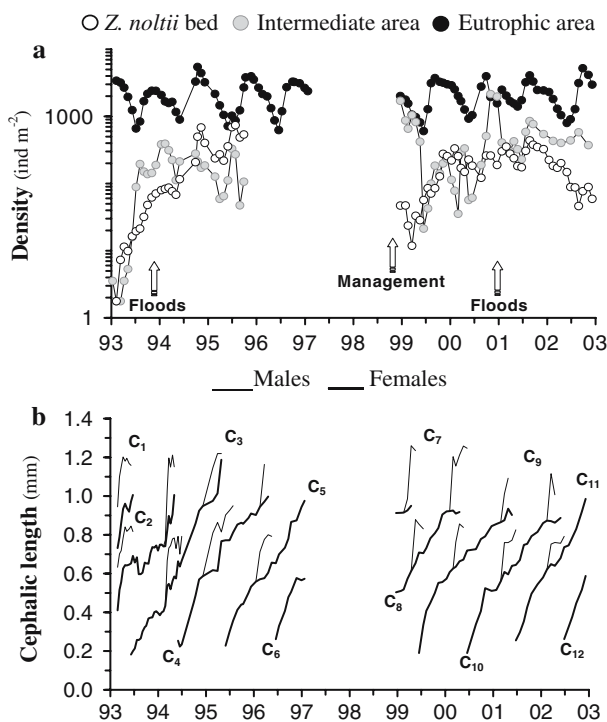 Z. noltii bed Intermediate area Eutrophic area
a
Density (ind m-2)
1000
1
Floods
Management
Floods
93 94 95 96 97 98 99 00 01 02 03
Males Females
b
Cephalic length (mm)
1.4
1.2
1.0
0.8
0.6
0.4
0.2
0.0
C1
C2
C3
C4
C5
C6
C7
C8
C9
C10
C11
C12
93 94 95 96 97 98 99 00 01 02 03